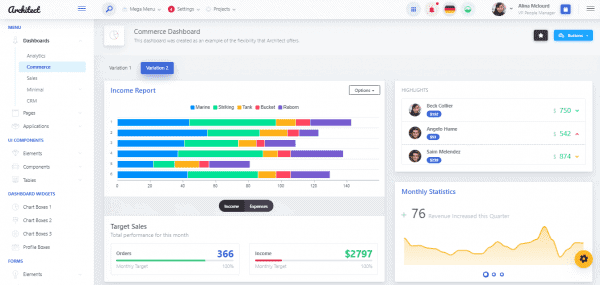 Architect
Mega Menu
4
Settings
Projects
Alina Mclourd
VP People Manager
MENU
Dashboards
Analytics
Commerce
Sales
Minimal
CRM
Pages
Applications
UI COMPONENTS
Elements
Components
Tables
DASHBOARD WIDGETS
Chart Boxes 1
Chart Boxes 2
Chart Boxes 3
Profile Boxes
FORMS
Elements
Commerce Dashboard
This dashboard was created as an example of the flexibility that Architect offers.
Buttons
Variation 1
Variation 2
Income Report
Options
Marine
Striking
Tank
Bucket
Reborn
1
2
3
4
5
6
0 20 40 60 80 100 120 140
Income
Expenses
Target Sales
Total performance for this month
Orders
366
Monthly Target
100%
Income
$2797
Monthly Target
100%
HIGHLIGHTS
Beck Collier
$ 750
Angelo Hume
$ 542
$ 874
Monthly Statistics
76 Revenue Increased this Quarter